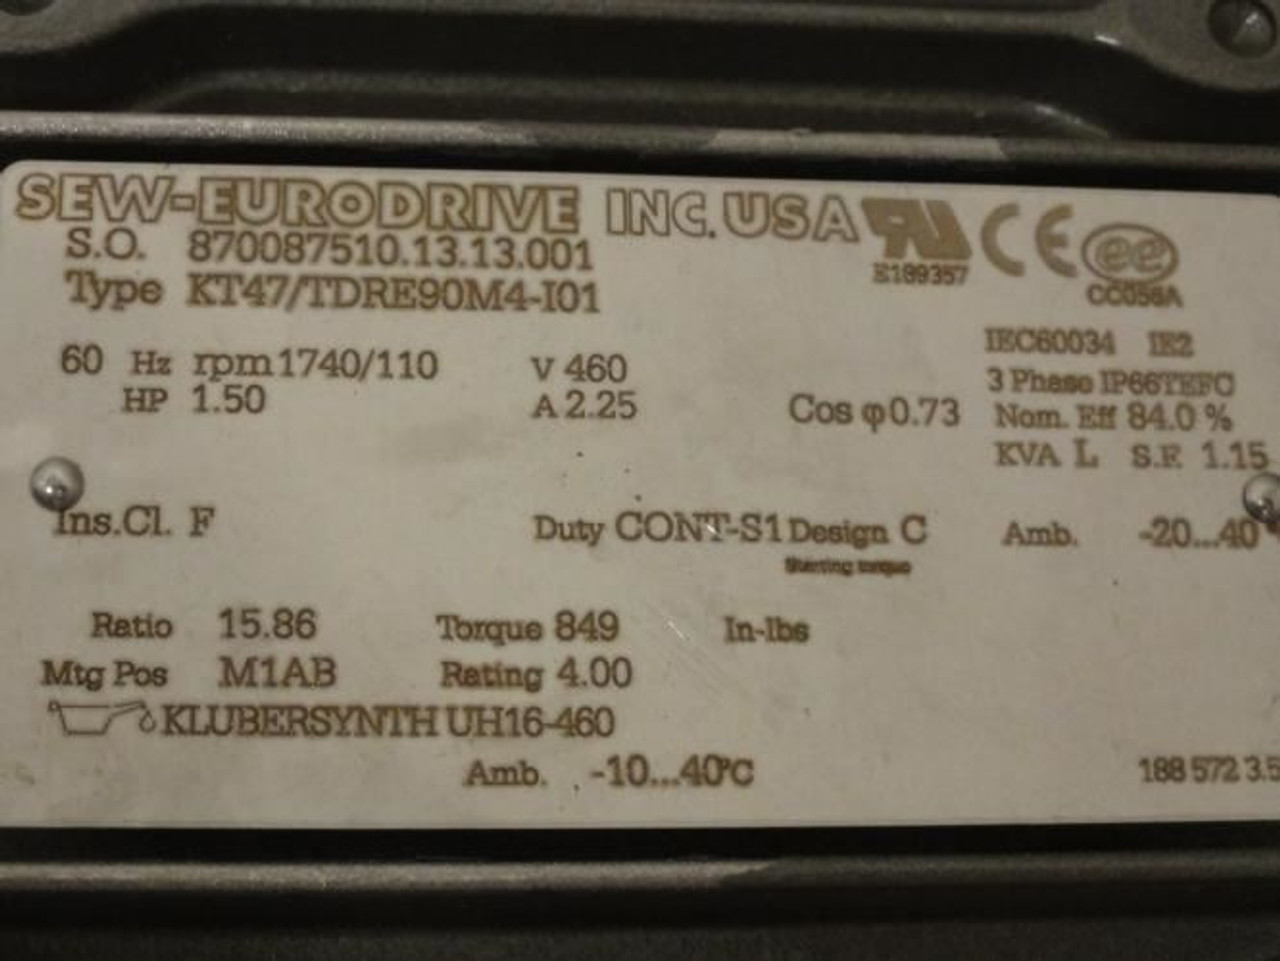 SEW-EURODRIVE INC. USA
S.O. 870087510.13.13.001
E189357
CE
ee
CC056A
Type KT47/TDRE90M4-I01
60 Hz rpm 1740/110 V 460
IEC60034 IE2
HP 1.50 A 2.25 Cos φ 0.73
3 Phase IP66TEFC
Nom. Eff 84.0 %
KVA L S.F. 1.15
Ins.Cl. F Duty CONT-S1 Design C Amb. -20...40
Starting torque
Ratio 15.86 Torque 849 In-lbs
Mtg Pos M1AB Rating 4.00
KLUBERSYNTH UH16-460
Amb. -10...40°C
188 572 3.5